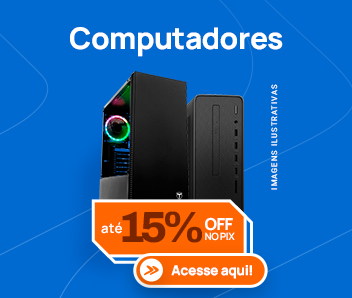 Computadores
IMAGENS ILUSTRATIVAS
até 15% OFF
NO PIX
Acesse aqui!